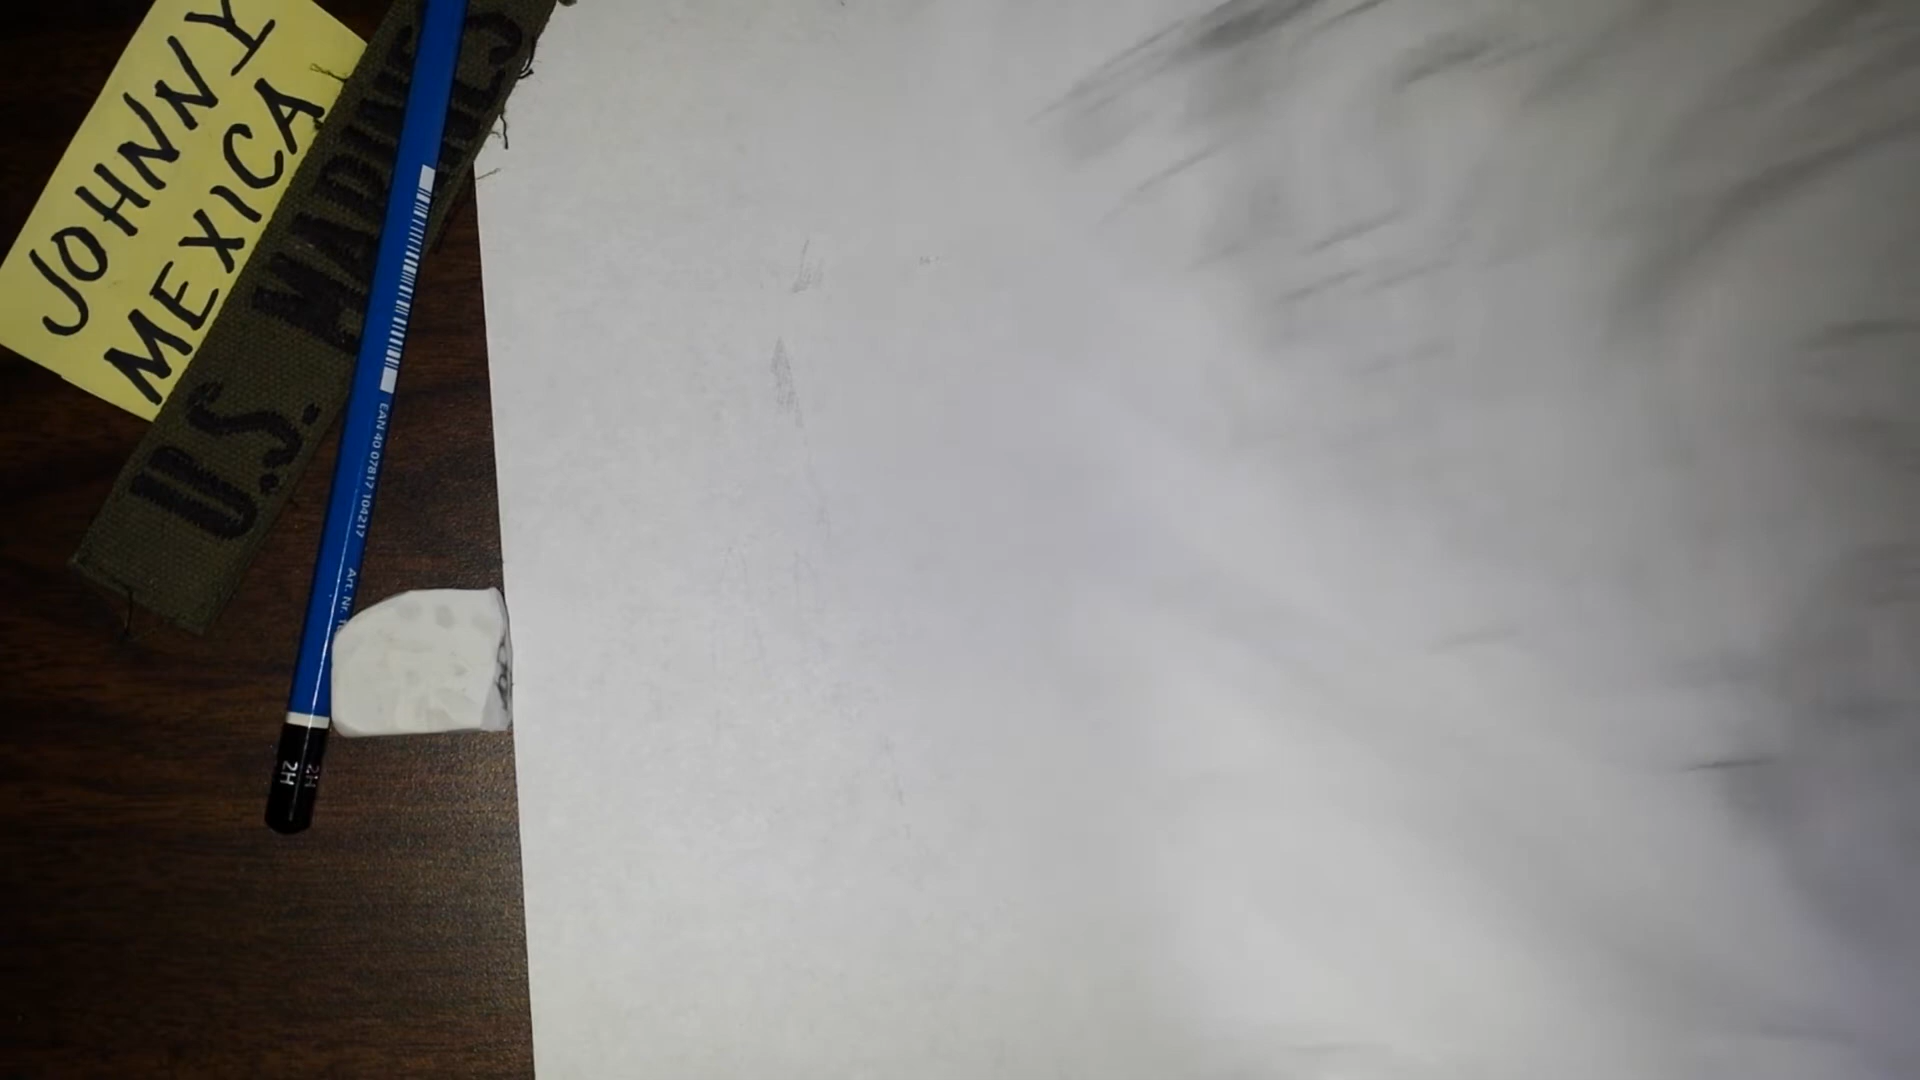 JOHNNY
MEXICA
U.S. MARINES
EAN 40 07817 104217
Art. Nr.
2H
2H